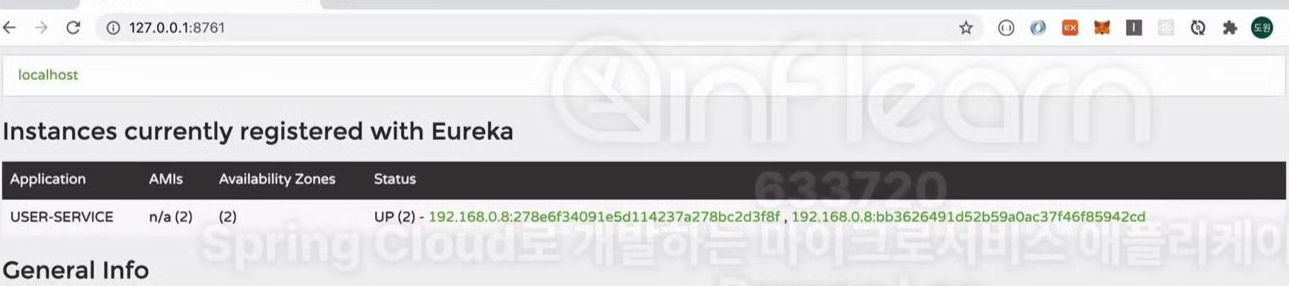 127.0.0.1:8761
EX
I
도원
localhost
inflearn
Instances currently registered with Eureka
Application AMIs Availability Zones Status
633720
USER-SERVICE n/a (2) (2) UP (2) - 192.168.0.8:278e6f34091e5d114237a278bc2d3f8f , 192.168.0.8:bb3626491d52b59a0ac37f46f85942cd
Spring Cloud로 개발하는 마이크로서비스 애플리케이
General Info